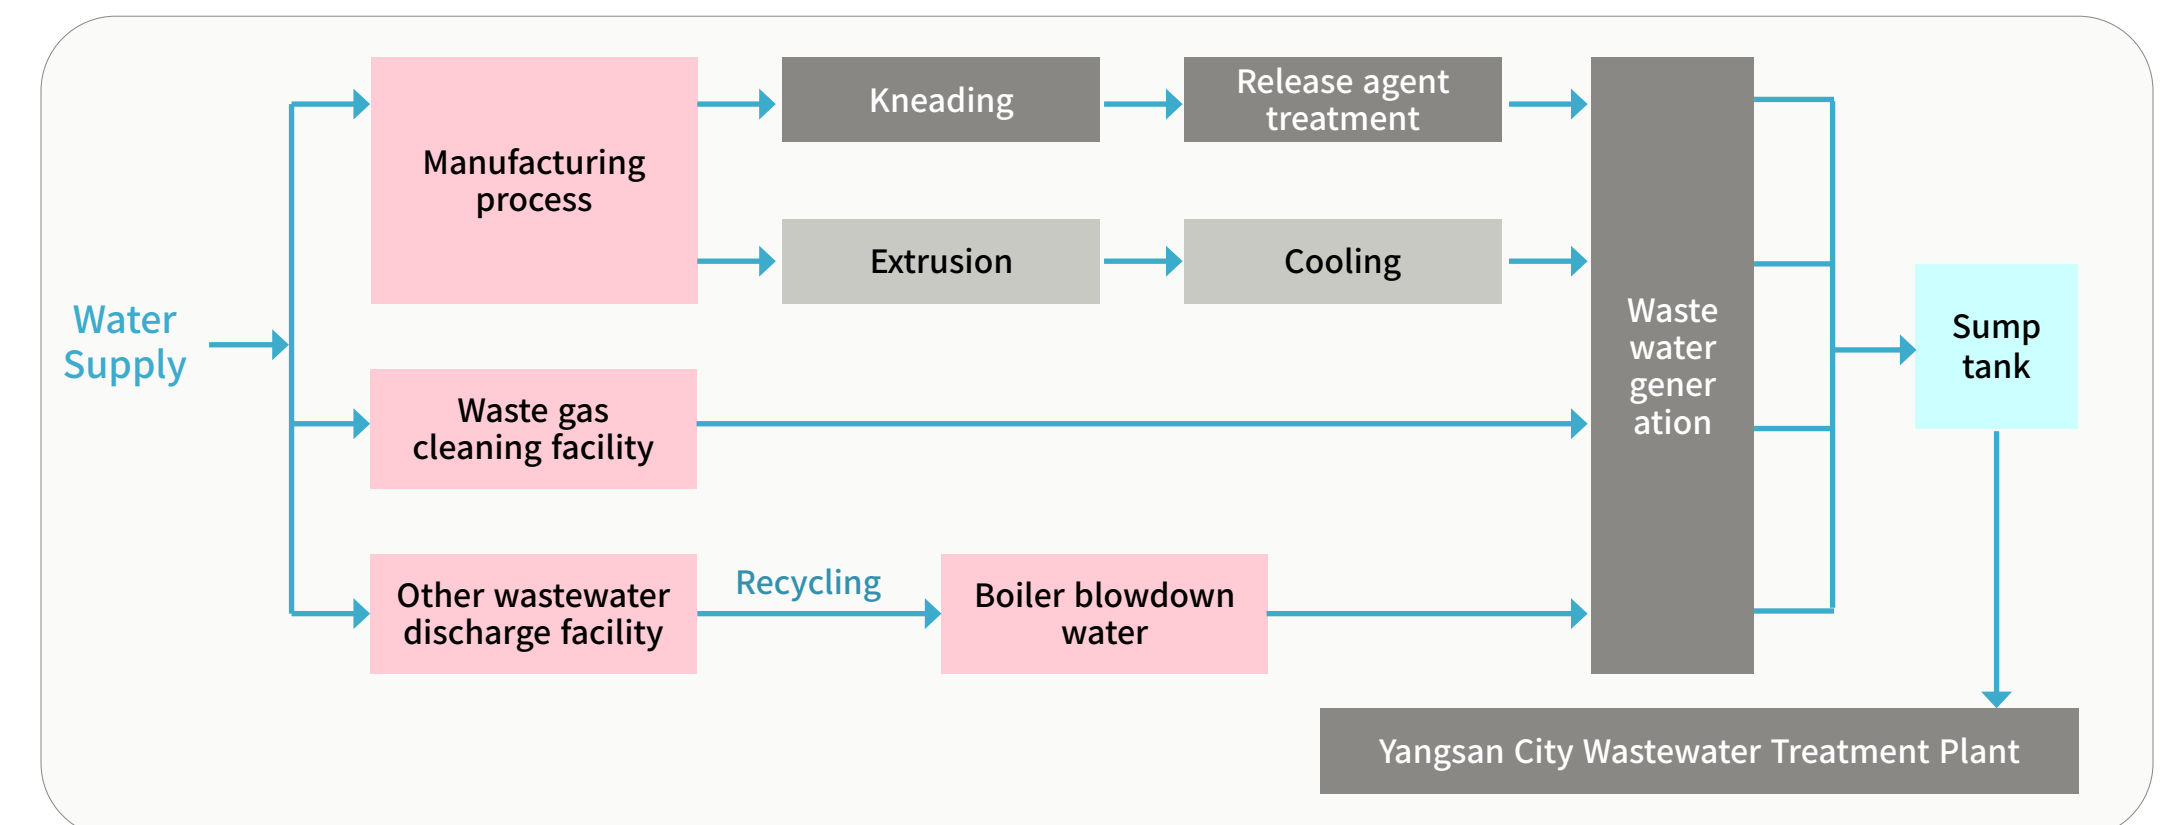 Water
Supply
Manufacturing
process
Kneading
Release agent
treatment
Extrusion
Cooling
Waste gas
cleaning facility
Other wastewater
discharge facility
Recycling
Boiler blowdown
water
Waste
water
gener
ation
Sump
tank
Yangsan City Wastewater Treatment Plant